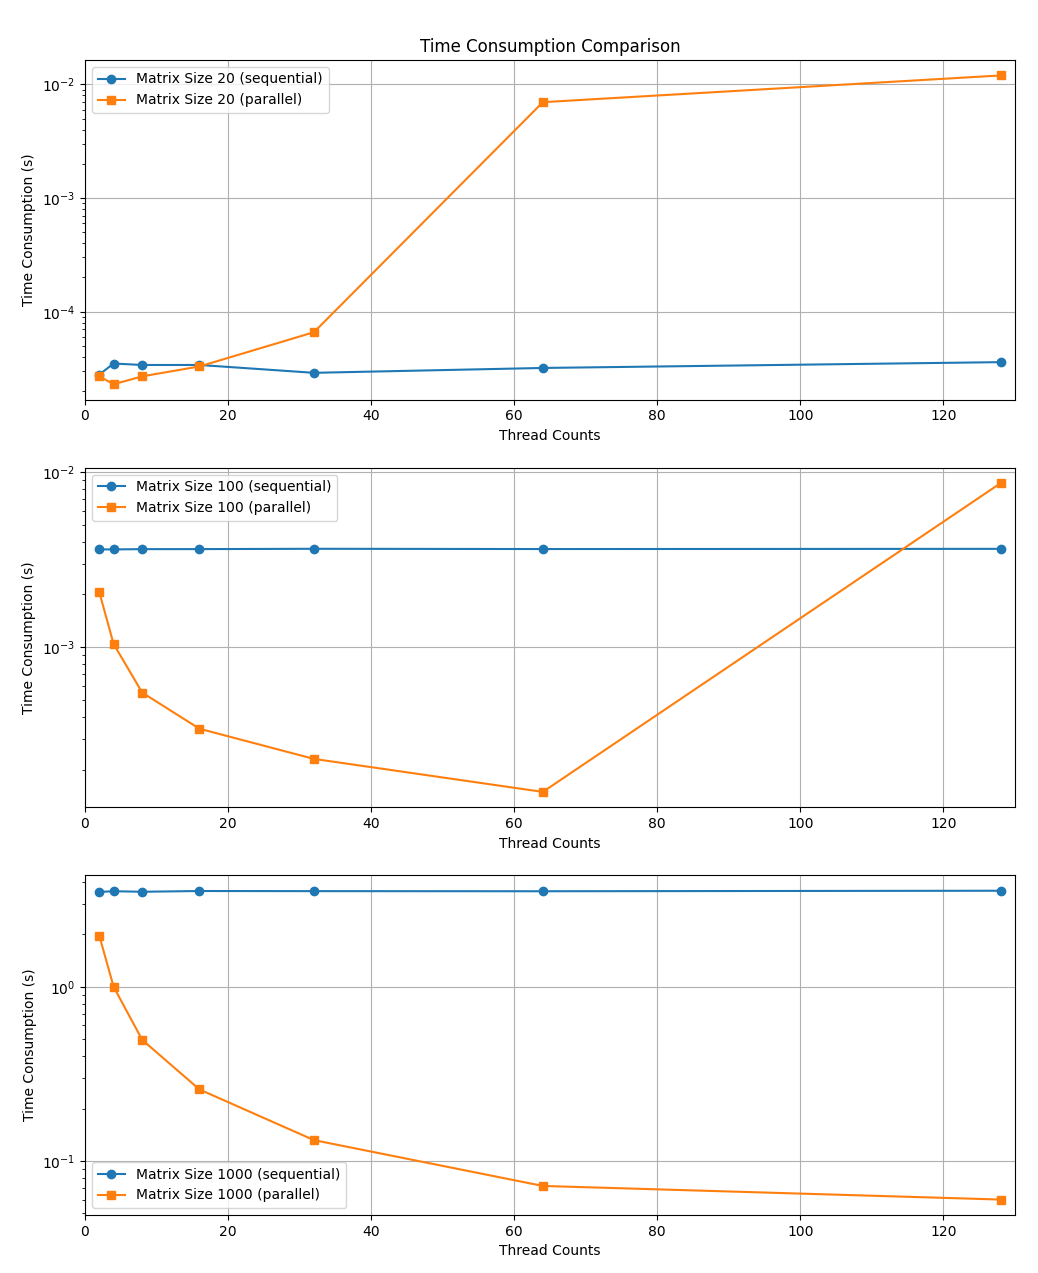 Time Consumption Comparison
Matrix Size 20 (sequential)
Matrix Size 20 (parallel)
Time Consumption (s)
10⁻²
10⁻³
10⁻⁴
0 20 40 60 80 100 120
Thread Counts
Matrix Size 100 (sequential)
Matrix Size 100 (parallel)
Time Consumption (s)
10⁻²
10⁻³
0 20 40 60 80 100 120
Thread Counts
Time Consumption (s)
10⁰
10⁻¹
Matrix Size 1000 (sequential)
Matrix Size 1000 (parallel)
0 20 40 60 80 100 120
Thread Counts